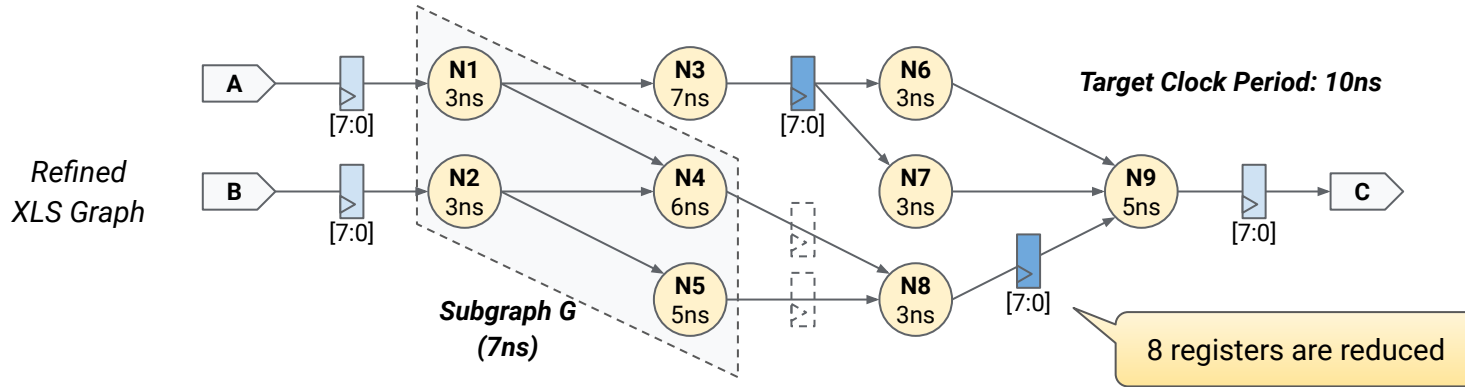 A
[7:0]
N1
3ns
N3
7ns
[7:0]
N6
3ns
Target Clock Period: 10ns
Refined
XLS Graph
B
[7:0]
N2
3ns
N4
6ns
N7
3ns
N9
5ns
[7:0]
C
N5
5ns
N8
3ns
[7:0]
Subgraph G
(7ns)
8 registers are reduced